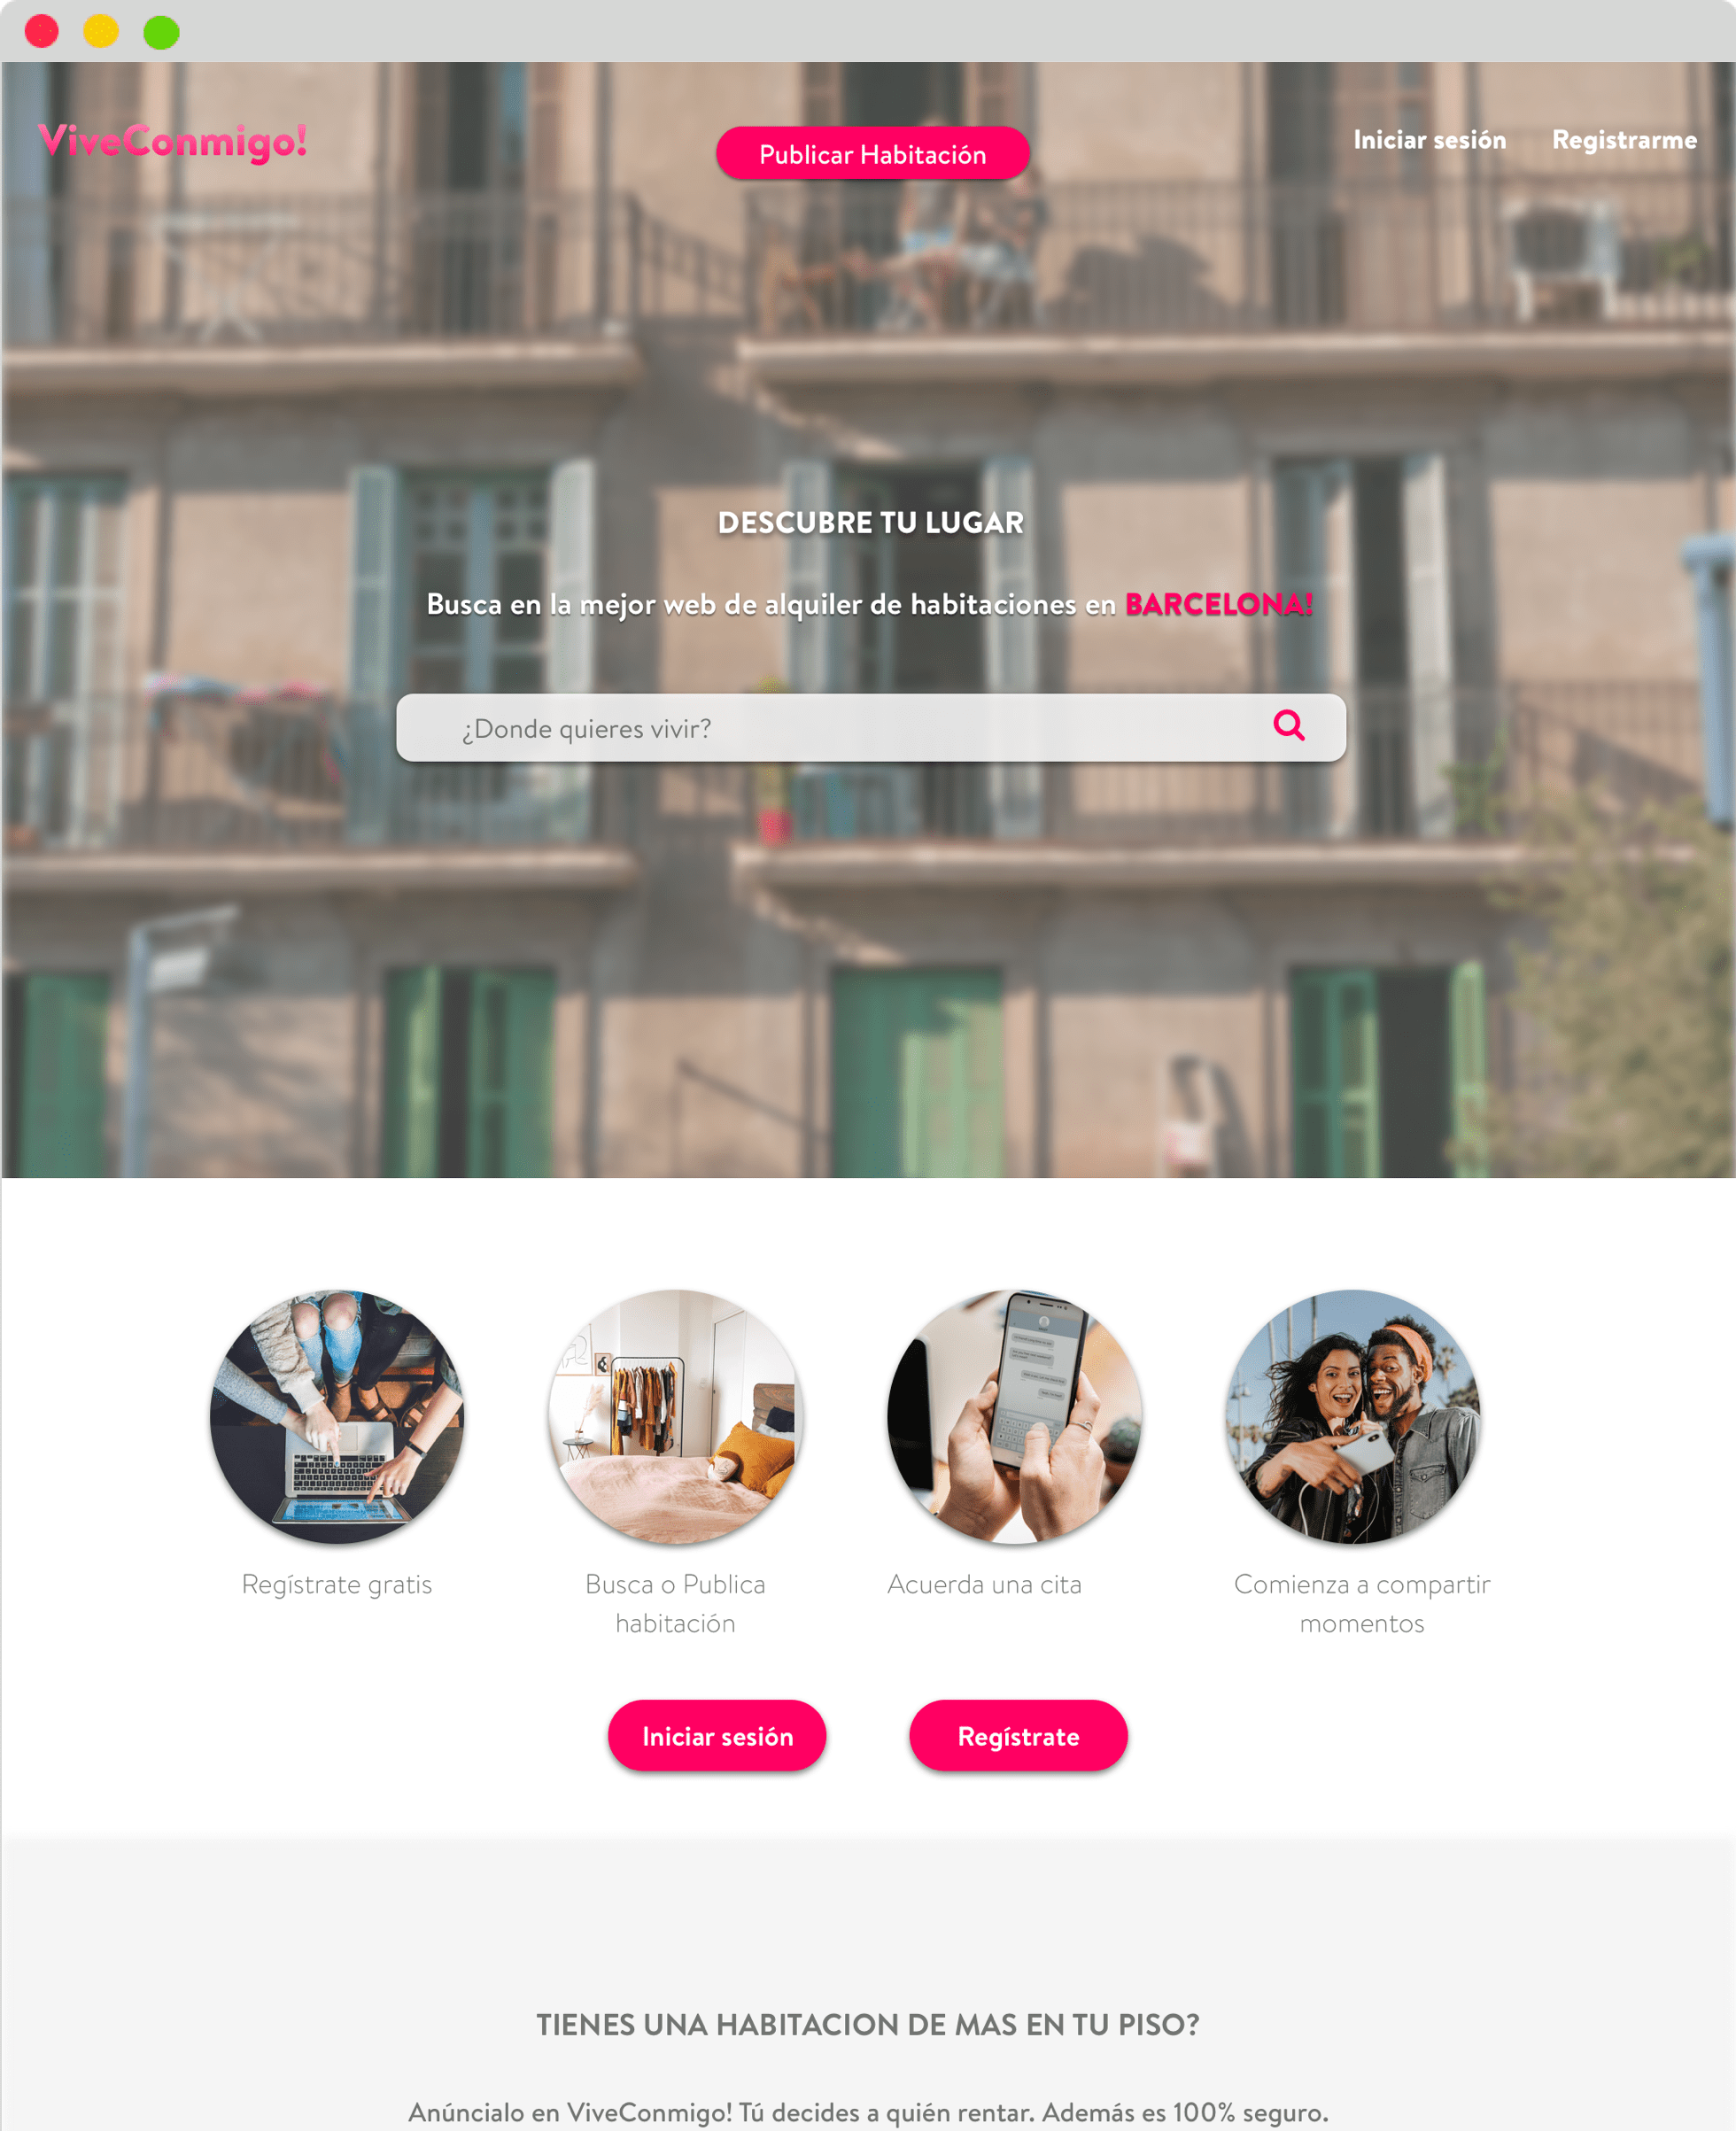 ViveConmigo!
Publicar Habitación
Iniciar sesión
Registrarme
DESCUBRE TU LUGAR
Busca en la mejor web de alquiler de habitaciones en BARCELONA!
¿Donde quieres vivir?
Regístrate gratis
Busca o Publica
habitación
Acuerda una cita
Comienza a compartir
momentos
Iniciar sesión
Regístrate
TIENES UNA HABITACION DE MAS EN TU PISO?
Anúncialo en ViveConmigo! Tú decides a quién rentar. Además es 100% seguro.